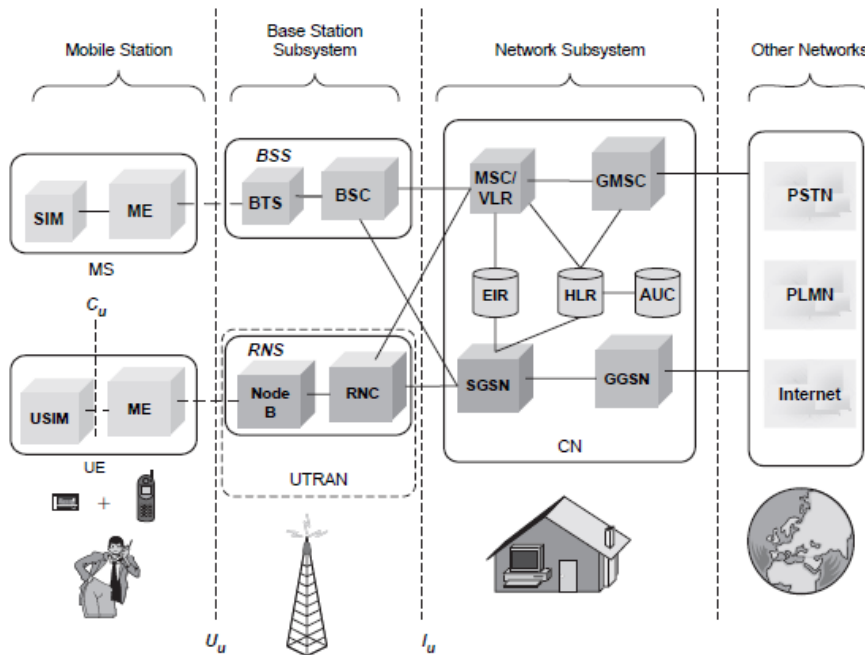 Mobile Station
Base Station
Subsystem
Network Subsystem
Other Networks
BSS
SIM
ME
BTS
BSC
MSC/
VLR
GMSC
PSTN
MS
EIR
HLR
AUC
PLMN
Cu
RNS
USIM
ME
Node
B
RNC
SGSN
GGSN
Internet
UE
UTRAN
CN
+
Uu
Iu